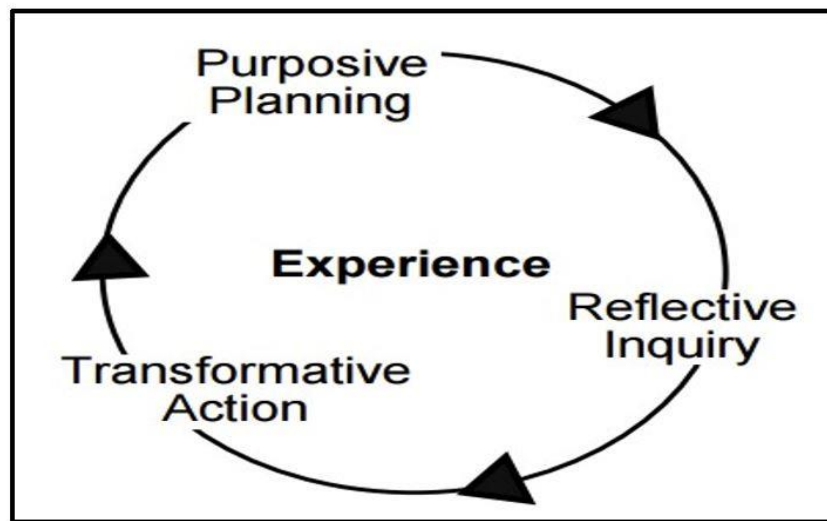 Purposive
Planning
Experience
Reflective
Inquiry
Transformative
Action